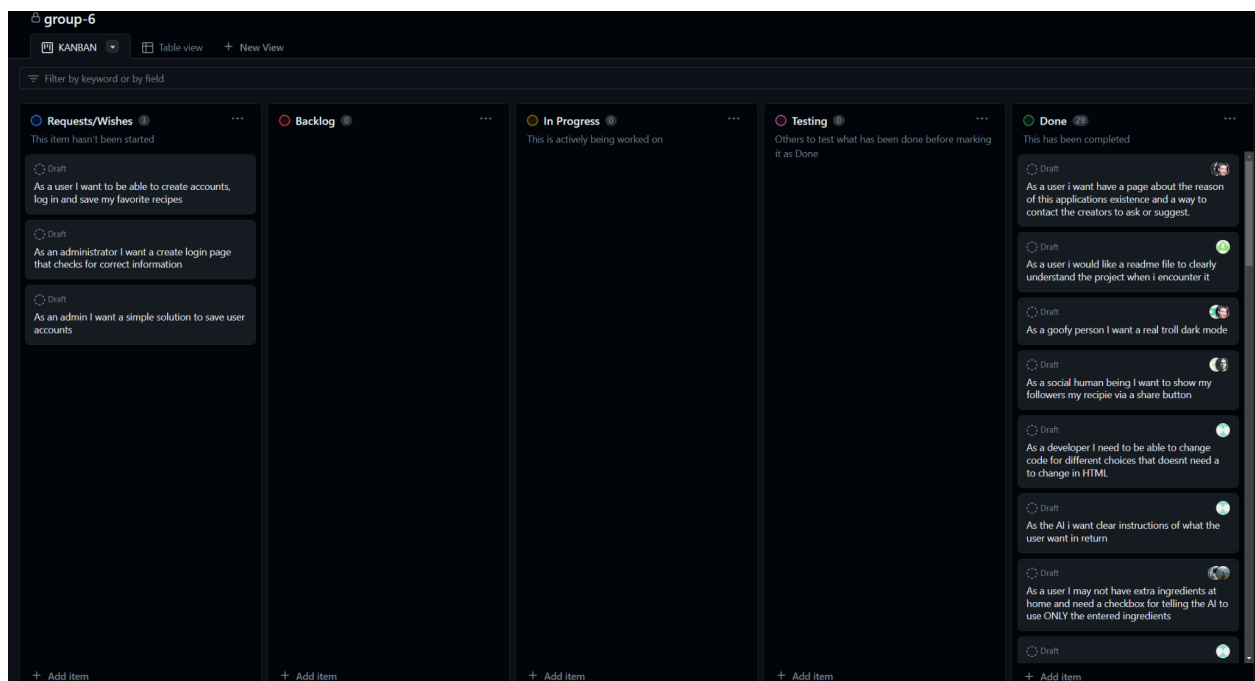 group-6
KANBAN
Table view
+ New View
Filter by keyword or by field
Requests/Wishes 3
This item hasn't been started
Draft
As a user I want to be able to create accounts,
log in and save my favorite recipes
Draft
As an administrator I want a create login page
that checks for correct information
Draft
As an admin I want a simple solution to save user
accounts
+ Add item
Backlog 0
+ Add item
In Progress 0
This is actively being worked on
+ Add item
Testing 0
Others to test what has been done before marking
it as Done
+ Add item
Done 29
This has been completed
Draft
As a user i want have a page about the reason
of this applications existence and a way to
contact the creators to ask or suggest.
Draft
As a user i would like a readme file to clearly
understand the project when i encounter it
Draft
As a goofy person I want a real troll dark mode
Draft
As a social human being I want to show my
followers my recipie via a share button
Draft
As a developer I need to be able to change
code for different choices that doesnt need a
to change in HTML
Draft
As the AI i want clear instructions of what the
user want in return
Draft
As a user I may not have extra ingredients at
home and need a checkbox for telling the AI to
use ONLY the entered ingredients
Draft
+ Add item